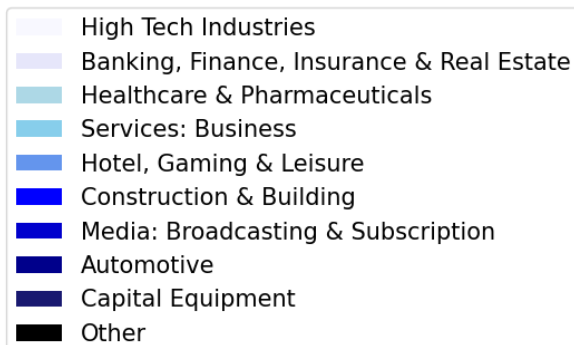 High Tech Industries
Banking, Finance, Insurance & Real Estate
Healthcare & Pharmaceuticals
Services: Business
Hotel, Gaming & Leisure
Construction & Building
Media: Broadcasting & Subscription
Automotive
Capital Equipment
Other